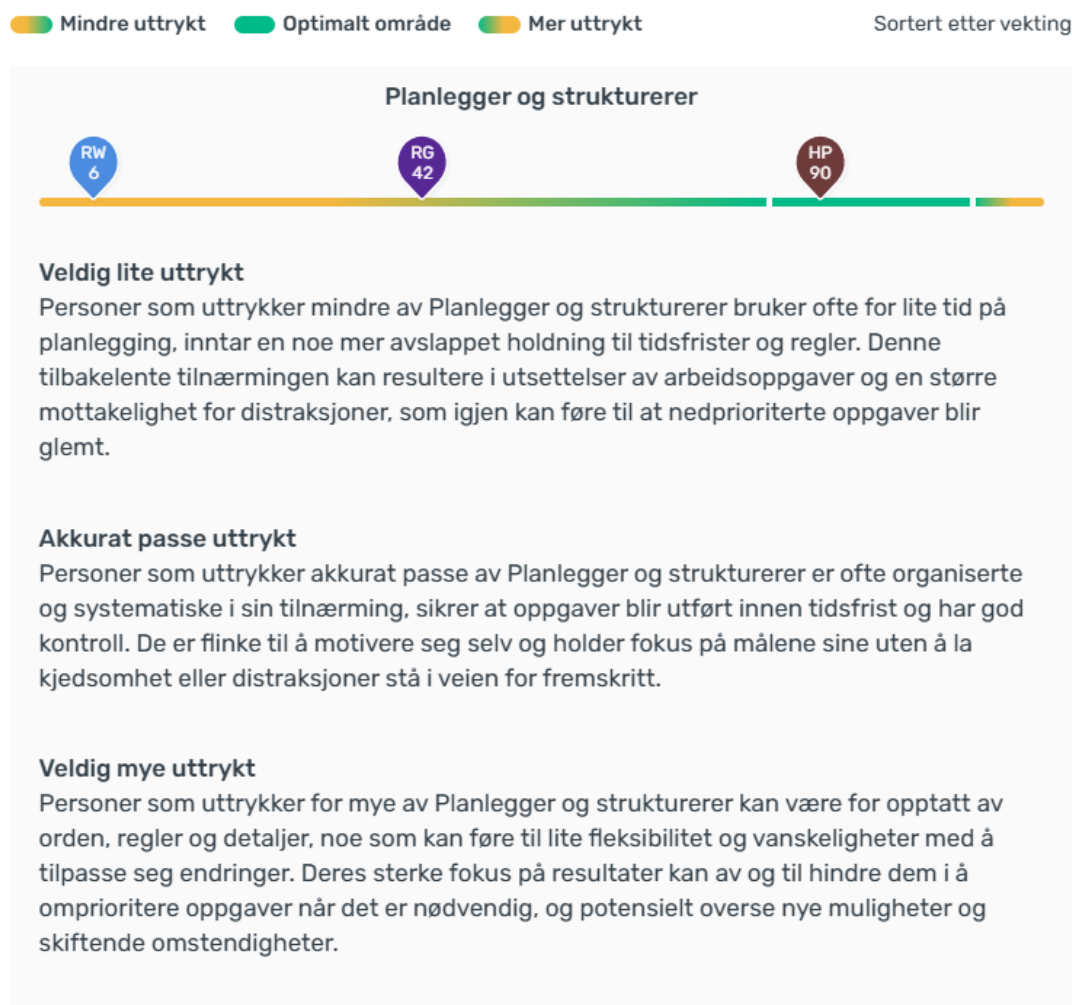 Mindre uttrykt Optimalt område Mer uttrykt Sortert etter vekting
Planlegger og strukturerer
RW RG HP
6 42 90
Veldig lite uttrykt
Personer som uttrykker mindre av Planlegger og strukturerer bruker ofte for lite tid på
planlegging, inntar en noe mer avslappet holdning til tidsfrister og regler. Denne
tilbakelente tilnærmingen kan resultere i utsettelser av arbeidsoppgaver og en større
mottakelighet for distraksjoner, som igjen kan føre til at nedprioriterte oppgaver blir
glemt.
Akkurat passe uttrykt
Personer som uttrykker akkurat passe av Planlegger og strukturerer er ofte organiserte
og systematiske i sin tilnærming, sikrer at oppgaver blir utført innen tidsfrist og har god
kontroll. De er flinke til å motivere seg selv og holder fokus på målene sine uten å la
kjedsomhet eller distraksjoner stå i veien for fremskritt.
Veldig mye uttrykt
Personer som uttrykker for mye av Planlegger og strukturerer kan være for opptatt av
orden, regler og detaljer, noe som kan føre til lite fleksibilitet og vanskeligheter med å
tilpasse seg endringer. Deres sterke fokus på resultater kan av og til hindre dem i å
omprioritere oppgaver når det er nødvendig, og potensielt overse nye muligheter og
skiftende omstendigheter.